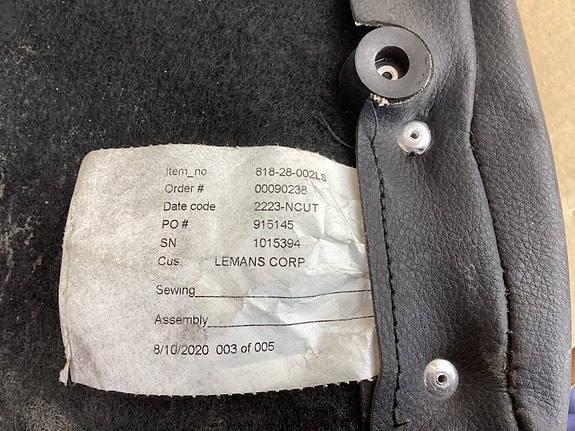 Item_no 818-28-002LS
Order # 00090238
Date code 2223-NCUT
PO # 915145
SN 1015394
Cus. LEMANS CORP
Sewing
Assembly
8/10/2020 003 of 005